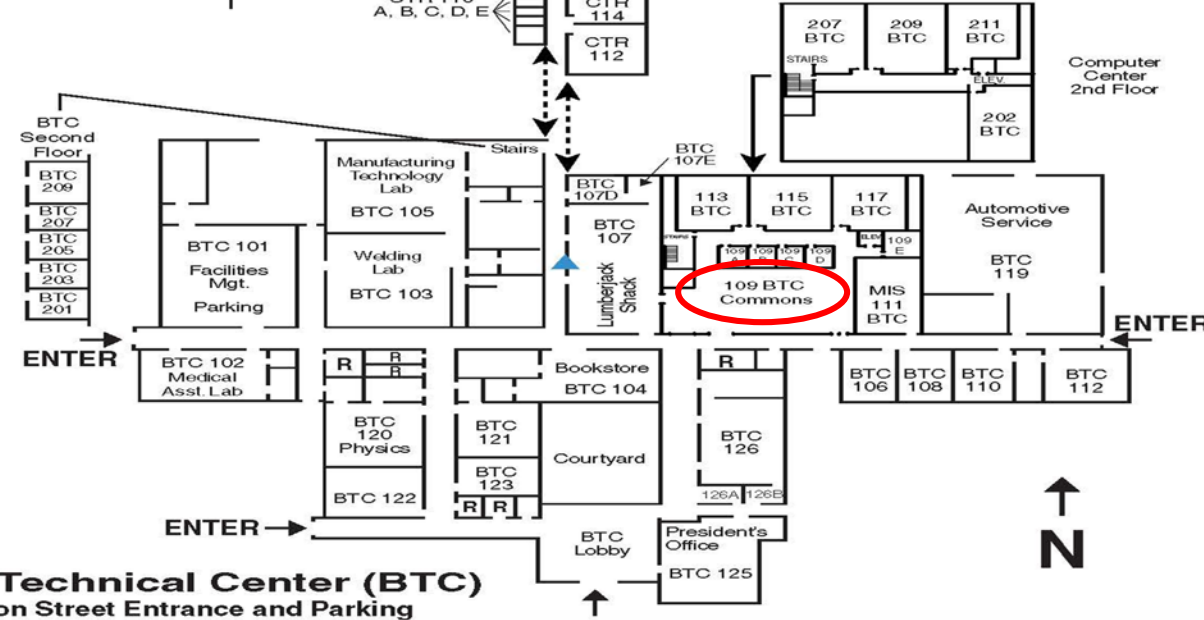 A, B, C, D, E
CTR
114
CTR
112
207
BTC
209
BTC
211
BTC
STAIRS
ELEV.
202
BTC
Computer
Center
2nd Floor
BTC
Second
Floor
BTC
209
BTC
207
BTC
205
BTC
203
BTC
201
Stairs
Manufacturing
Technology
Lab
BTC 105
Welding
Lab
BTC 103
BTC 101
Facilities
Mgt.
Parking
BTC
107E
BTC
107D
BTC
107
Lumberjack
Shack
113
BTC
115
BTC
117
BTC
STAIRS
ELEV
109
A
109
B
109
C
109
D
109
E
109 BTC
Commons
MIS
111
BTC
Automotive
Service
BTC
119
ENTER
ENTER
BTC 102
Medical
Asst. Lab
R
R
R
Bookstore
BTC 104
R
BTC
106
BTC
108
BTC
110
BTC
112
BTC
120
Physics
BTC
121
Courtyard
BTC
126
BTC
123
BTC 122
R
R
126A
126B
ENTER
BTC
Lobby
President's
Office
BTC 125
N
Technical Center (BTC)
on Street Entrance and Parking